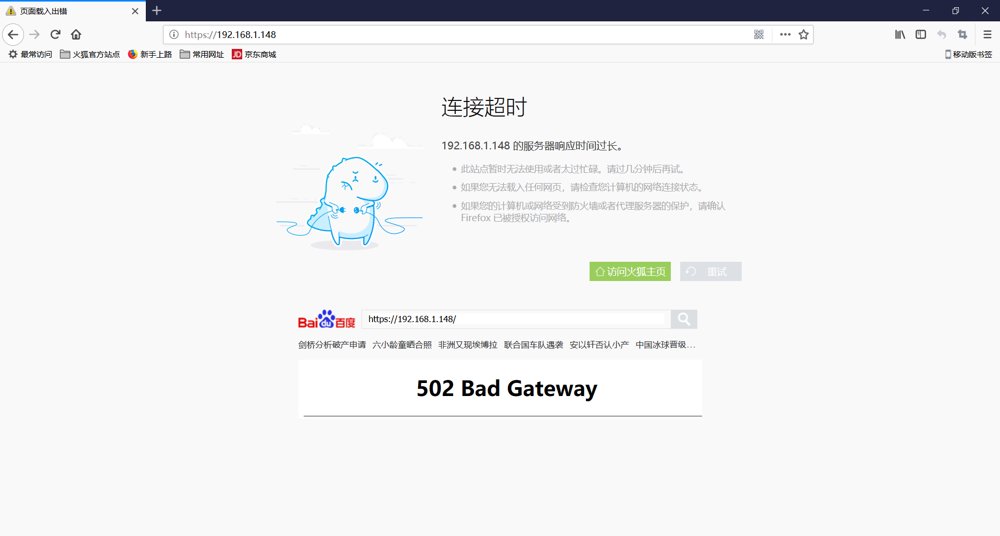 页面载入出错
https://192.168.1.148
最常访问 火狐官方站点 新手上路 常用网址 JD 京东商城 移动版书签
连接超时
192.168.1.148 的服务器响应时间过长。
此站点暂时无法使用或者太过忙碌。请过几分钟后再试。
如果您无法载入任何网页，请检查您计算机的网络连接状态。
如果您的计算机或网络受到防火墙或者代理服务器的保护，请确认
Firefox 已被授权访问网络。
访问火狐主页 重试
Bai du 百度 https://192.168.1.148/
剑桥分析破产申请 六小龄童晒合照 非洲又现埃博拉 联合国车队遇袭 安以轩否认小产 中国冰球晋级...
502 Bad Gateway